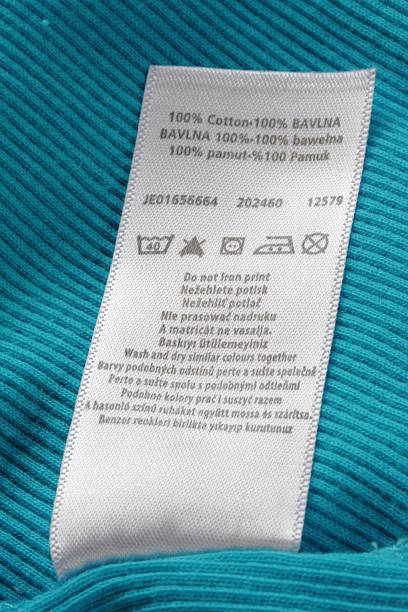 100% Cotton·100% BAVLNA
BAVLNA 100%·100% bawełna
100% pamut·%100 Pamuk
JE01656664 202460 12579
40
Do not iron print
Nežehlete potisk
Nežehliť potlač
Nie prasować nadruku
A matricát ne vasalja.
Baskıyı ütülemeyiniz
Wash and dry similar colours together
Barvy podobných odstínů perte a sušte společně
Perte a sušte spolu s podobnými odtieňmi
Podobne kolory prać i suszyć razem
A hasonló színű ruhákat együtt mossa és szárítsa.
Benzer renkleri birlikte yıkayıp kurutunuz